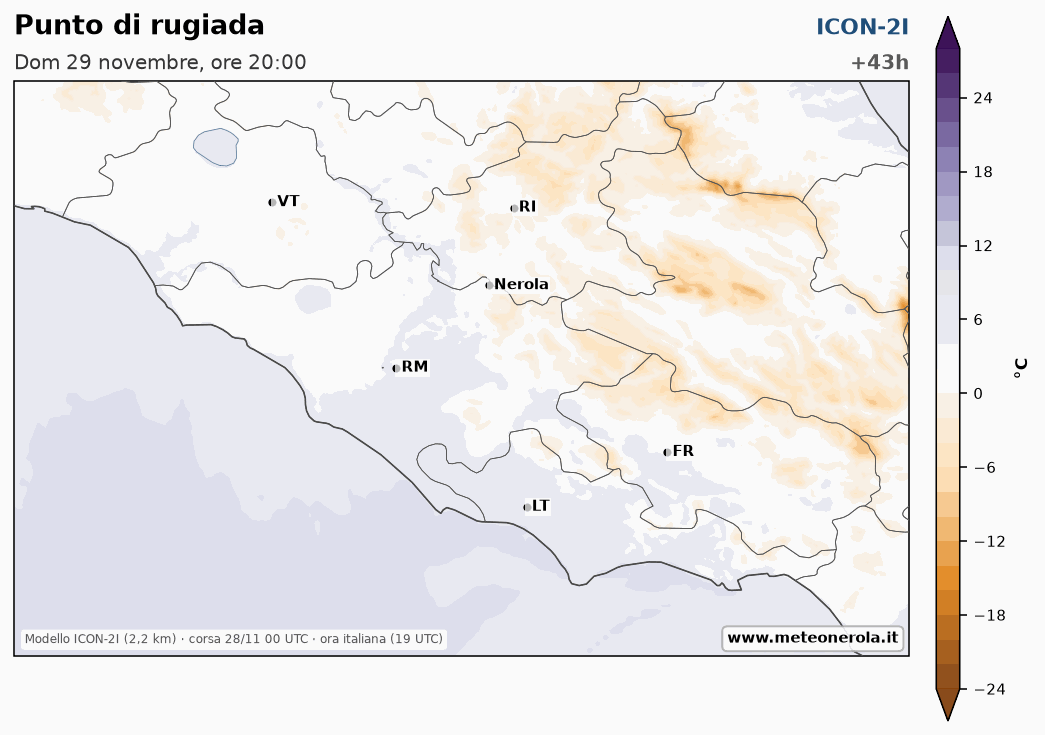 Punto di rugiada
ICON-2I
Dom 29 novembre, ore 20:00
+43h
VT
RI
Nerola
RM
FR
LT
24
18
12
6
0
−6
−12
−18
−24
°C
Modello ICON-2I (2,2 km) · corsa 28/11 00 UTC · ora italiana (19 UTC)
www.meteonerola.it